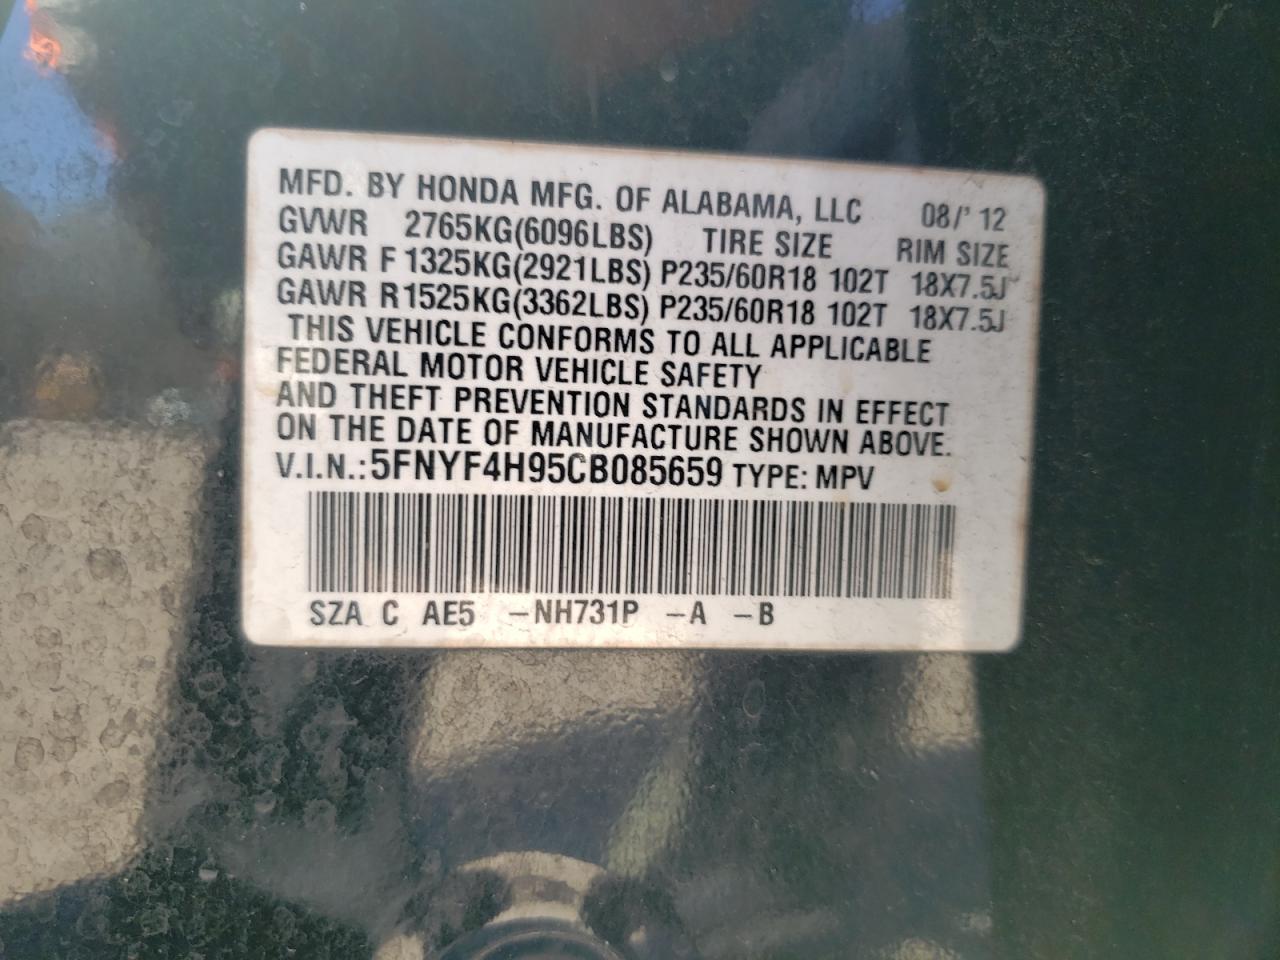 MFD. BY HONDA MFG. OF ALABAMA, LLC 08/'12
GVWR 2765KG(6096LBS) TIRE SIZE RIM SIZE
GAWR F 1325KG(2921LBS) P235/60R18 102T 18X7.5J
GAWR R1525KG(3362LBS) P235/60R18 102T 18X7.5J
THIS VEHICLE CONFORMS TO ALL APPLICABLE
FEDERAL MOTOR VEHICLE SAFETY
AND THEFT PREVENTION STANDARDS IN EFFECT
ON THE DATE OF MANUFACTURE SHOWN ABOVE.
V.I.N.:5FNYF4H95CB085659 TYPE: MPV
SZA C AE5 -NH731P -A -B